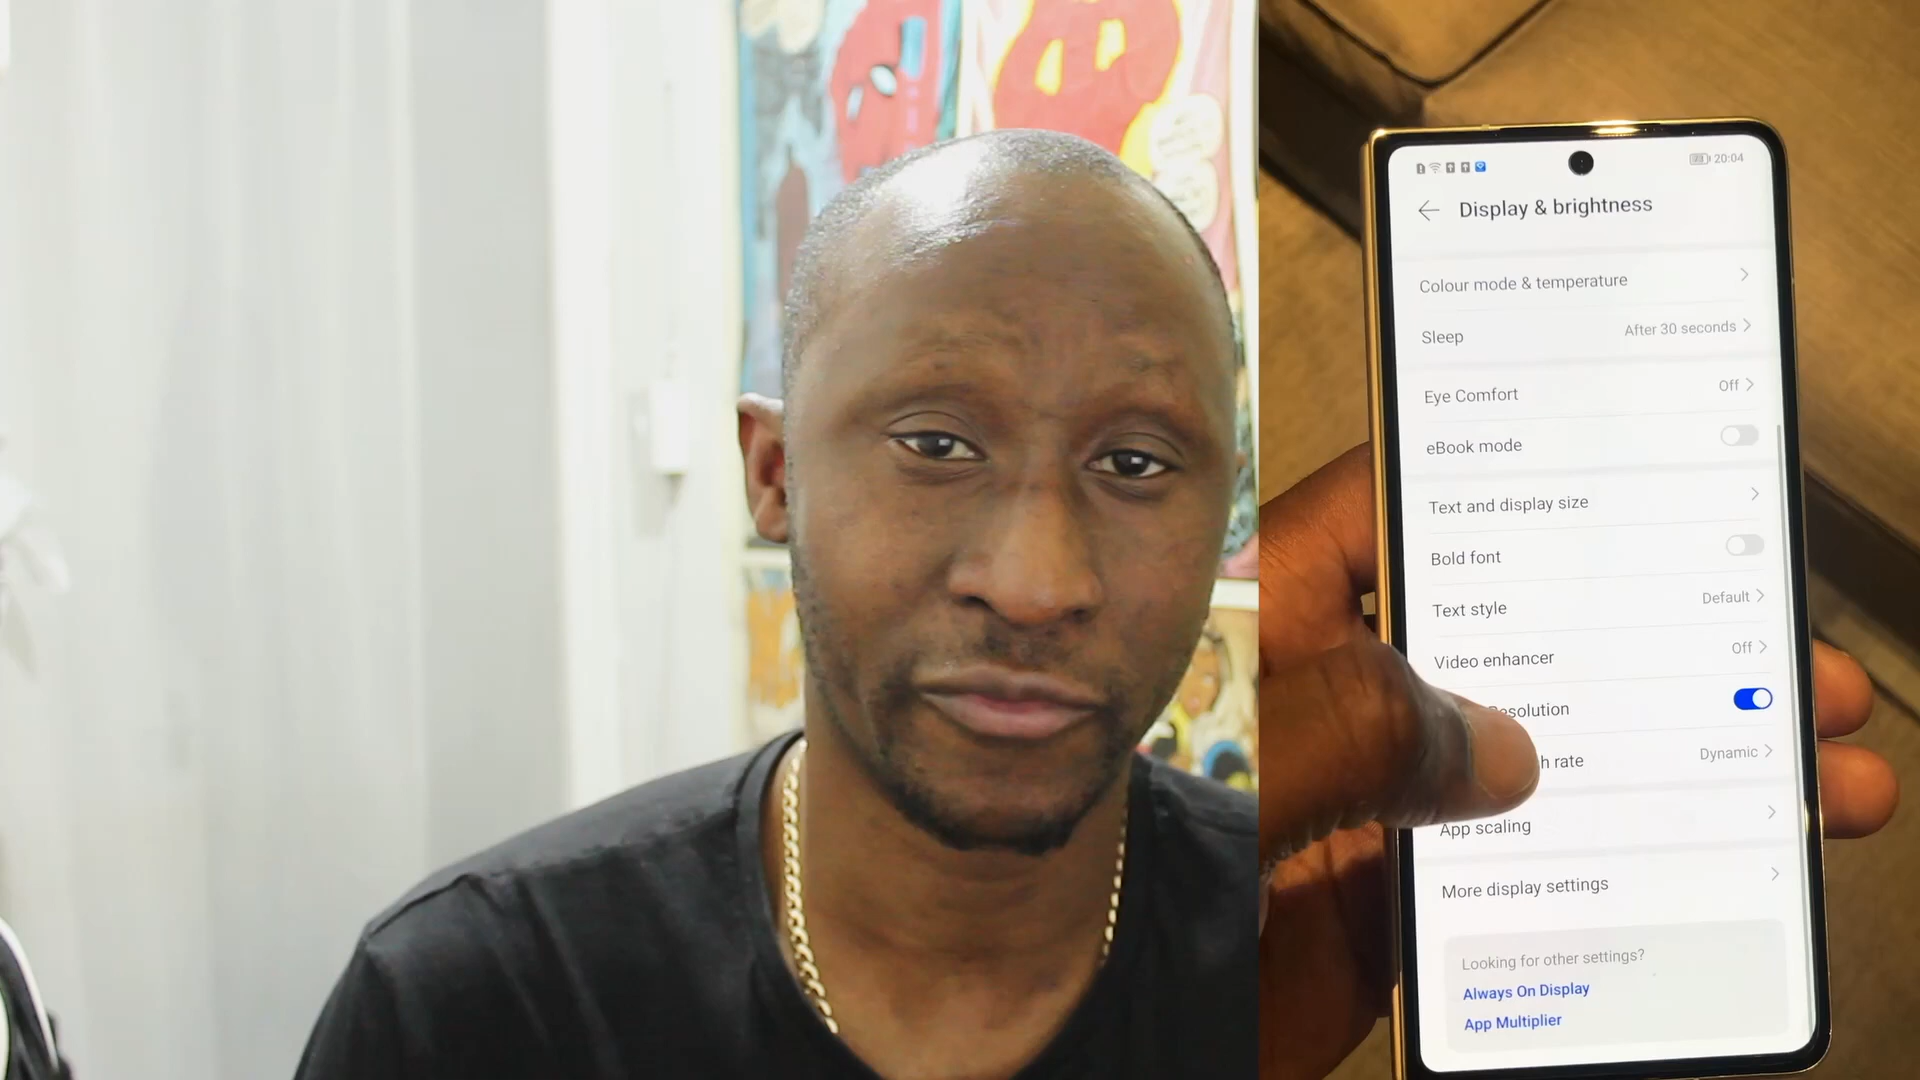 20:04
Display & brightness
Colour mode & temperature
Sleep After 30 seconds
Eye Comfort Off
eBook mode
Text and display size
Bold font
Text style Default
Video enhancer Off
esolution
h rate Dynamic
App scaling
More display settings
Looking for other settings?
Always On Display
App Multiplier